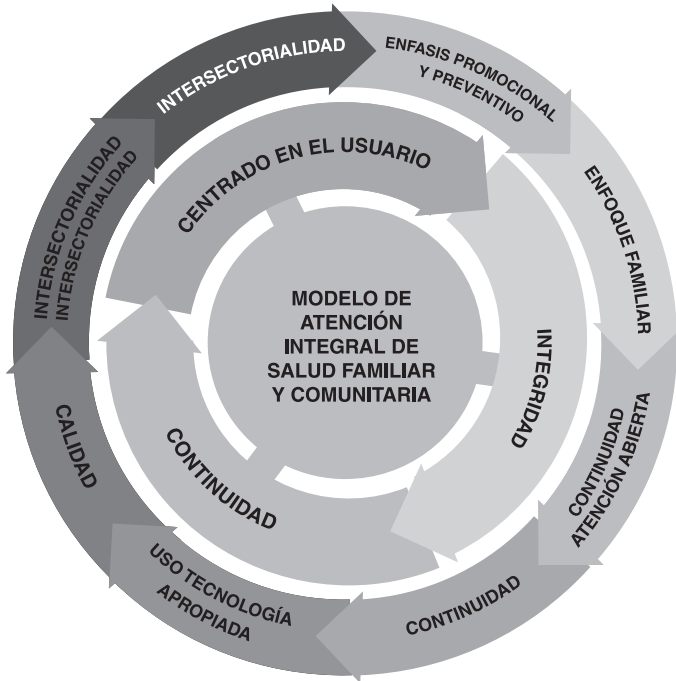 INTERSECTORIALIDAD
ENFASIS PROMOCIONAL
Y PREVENTIVO
ENFOQUE FAMILIAR
CONTINUIDAD
ATENCIÓN ABIERTA
CONTINUIDAD
USO TECNOLOGÍA
APROPIADA
CALIDAD
INTERSECTORIALIDAD
INTERSECTORIALIDAD
CENTRADO EN EL USUARIO
INTEGRIDAD
CONTINUIDAD
MODELO DE
ATENCIÓN
INTEGRAL DE
SALUD FAMILIAR
Y COMUNITARIA